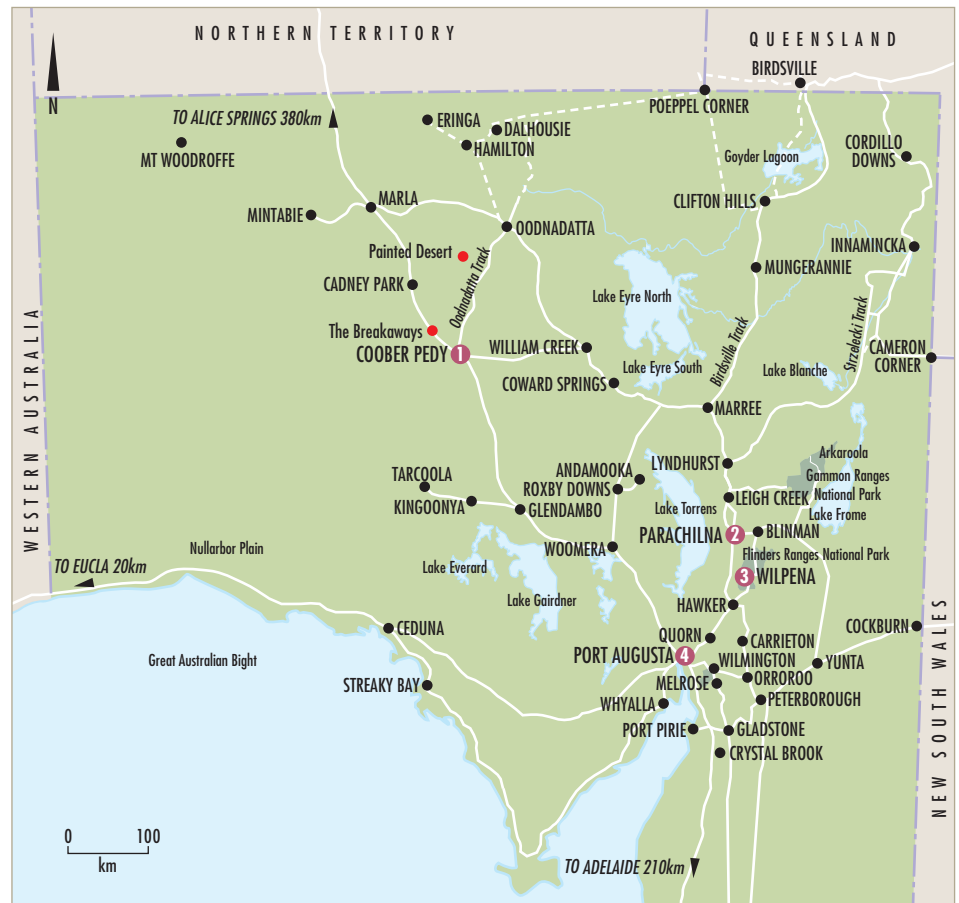 NORTHERN TERRITORY
QUEENSLAND
BIRDSVILLE
N
POEPPEL CORNER
TO ALICE SPRINGS 380km
ERINGA
DALHOUSIE
HAMILTON
MT WOODROFFE
Goyder Lagoon
CORDILLO
DOWNS
MARLA
MINTABIE
CLIFTON HILLS
OODNADATTA
INNAMINCKA
Painted Desert
Oodnadatta Track
MUNGERANNIE
CADNEY PARK
Lake Eyre North
The Breakaways
COOBER PEDY
1
WILLIAM CREEK
Birdsville Track
Strzelecki Track
CAMERON
CORNER
Lake Eyre South
Lake Blanche
COWARD SPRINGS
MARREE
WESTERN AUSTRALIA
TARCOOLA
ANDAMOOKA
LYNDHURST
Arkaroola
Gammon Ranges
National Park
ROXBY DOWNS
KINGOONYA
GLENDAMBO
LEIGH CREEK
Lake Torrens
Lake Frome
PARACHILNA
2
BLINMAN
WOOMERA
Nullarbor Plain
Flinders Ranges National Park
TO EUCLA 20km
Lake Everard
3
WILPENA
Lake Gairdner
HAWKER
CEDUNA
QUORN
CARRIETON
COCKBURN
NEW SOUTH WALES
Great Australian Bight
PORT AUGUSTA
4
WILMINGTON
YUNTA
STREAKY BAY
MELROSE
ORROROO
PETERBOROUGH
WHYALLA
PORT PIRIE
GLADSTONE
CRYSTAL BROOK
0 100
km
TO ADELAIDE 210km